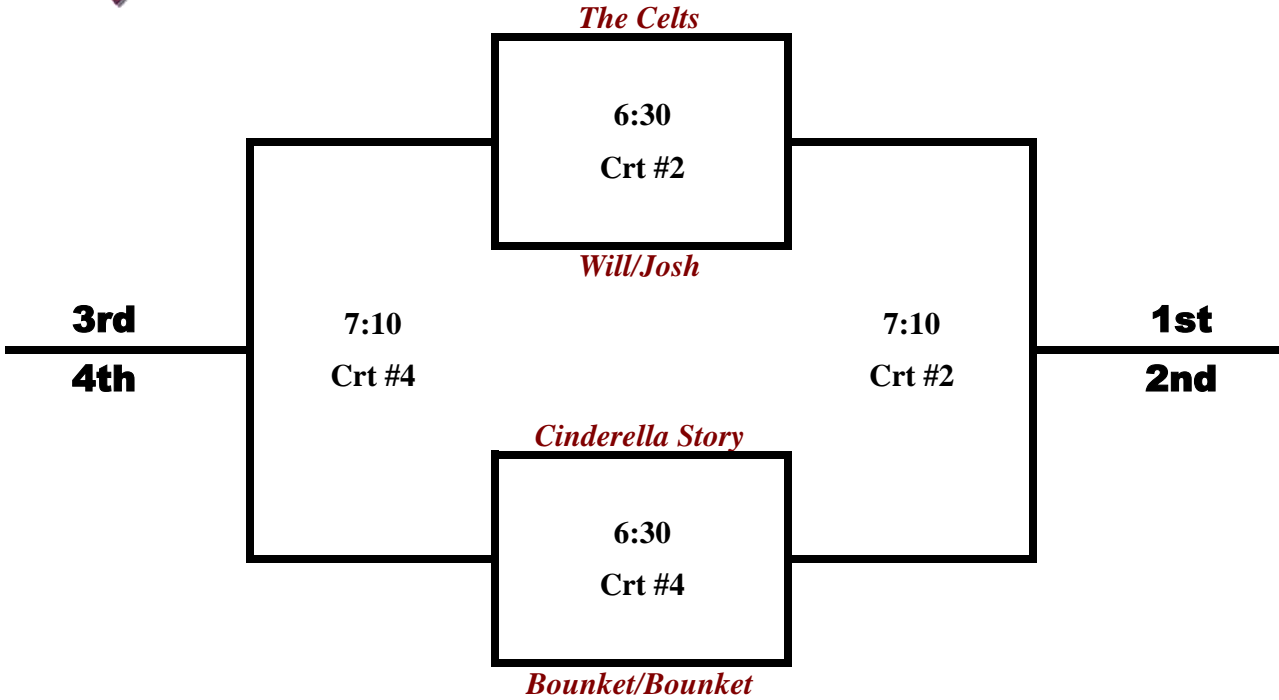 The Celts
6:30
Crt #2
Will/Josh
3rd
4th
7:10
Crt #4
7:10
Crt #2
1st
2nd
Cinderella Story
6:30
Crt #4
Bounket/Bounket